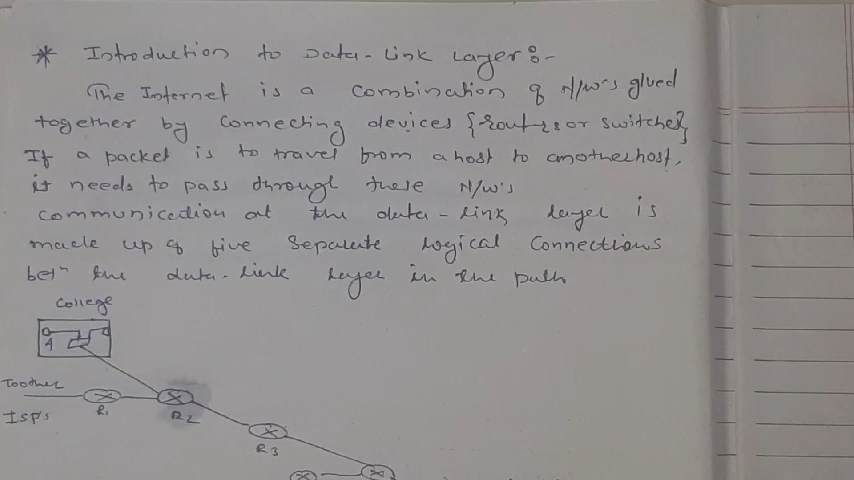 * Introduction to Data-Link Layer:-
The Internet is a combination of N/W's glued
together by connecting devices {routers or switches}
If a packet is to travel from a host to another host,
it needs to pass through these N/W's
communication at the data-link layer is
made up of five Separate logical Connections
betn the data-link layer in the path
College
A
To other
ISP's
R1
R2
R3